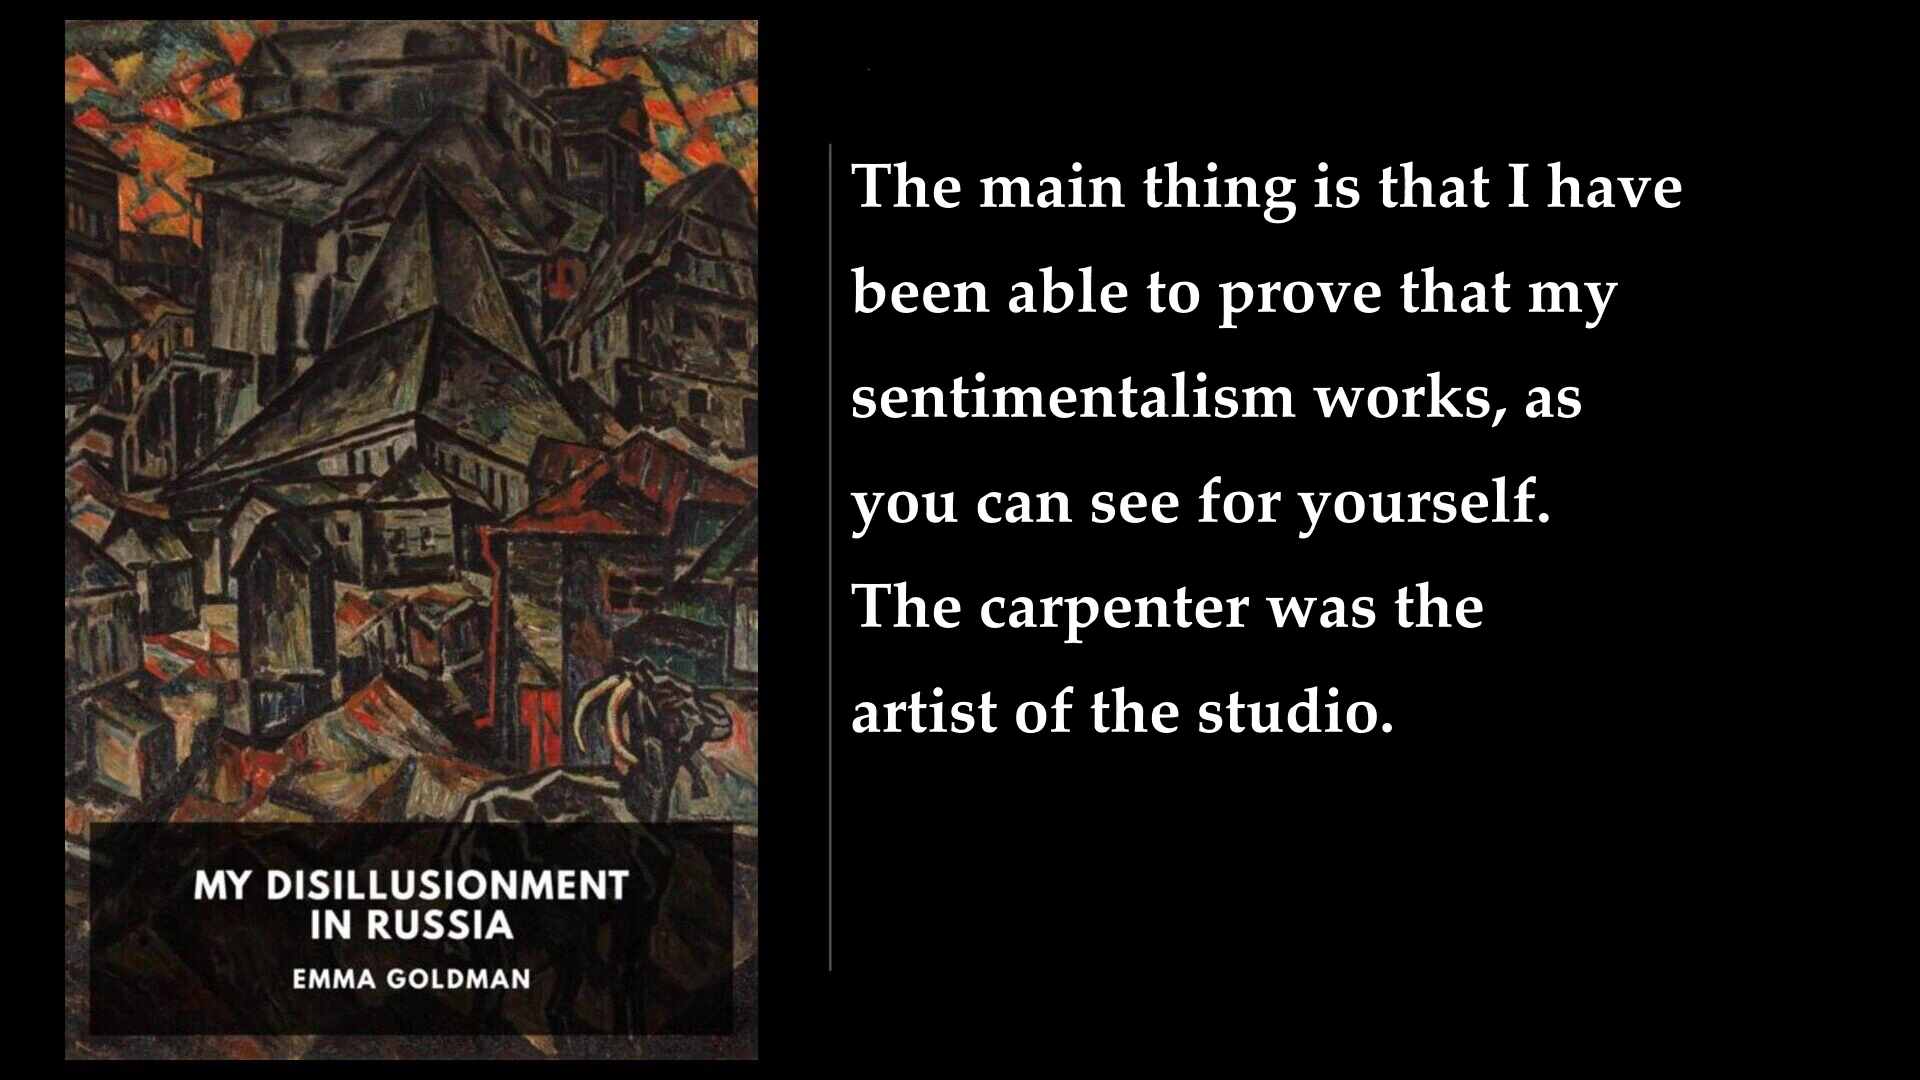 MY DISILLUSIONMENT
IN RUSSIA
EMMA GOLDMAN
The main thing is that I have
been able to prove that my
sentimentalism works, as
you can see for yourself.
The carpenter was the
artist of the studio.